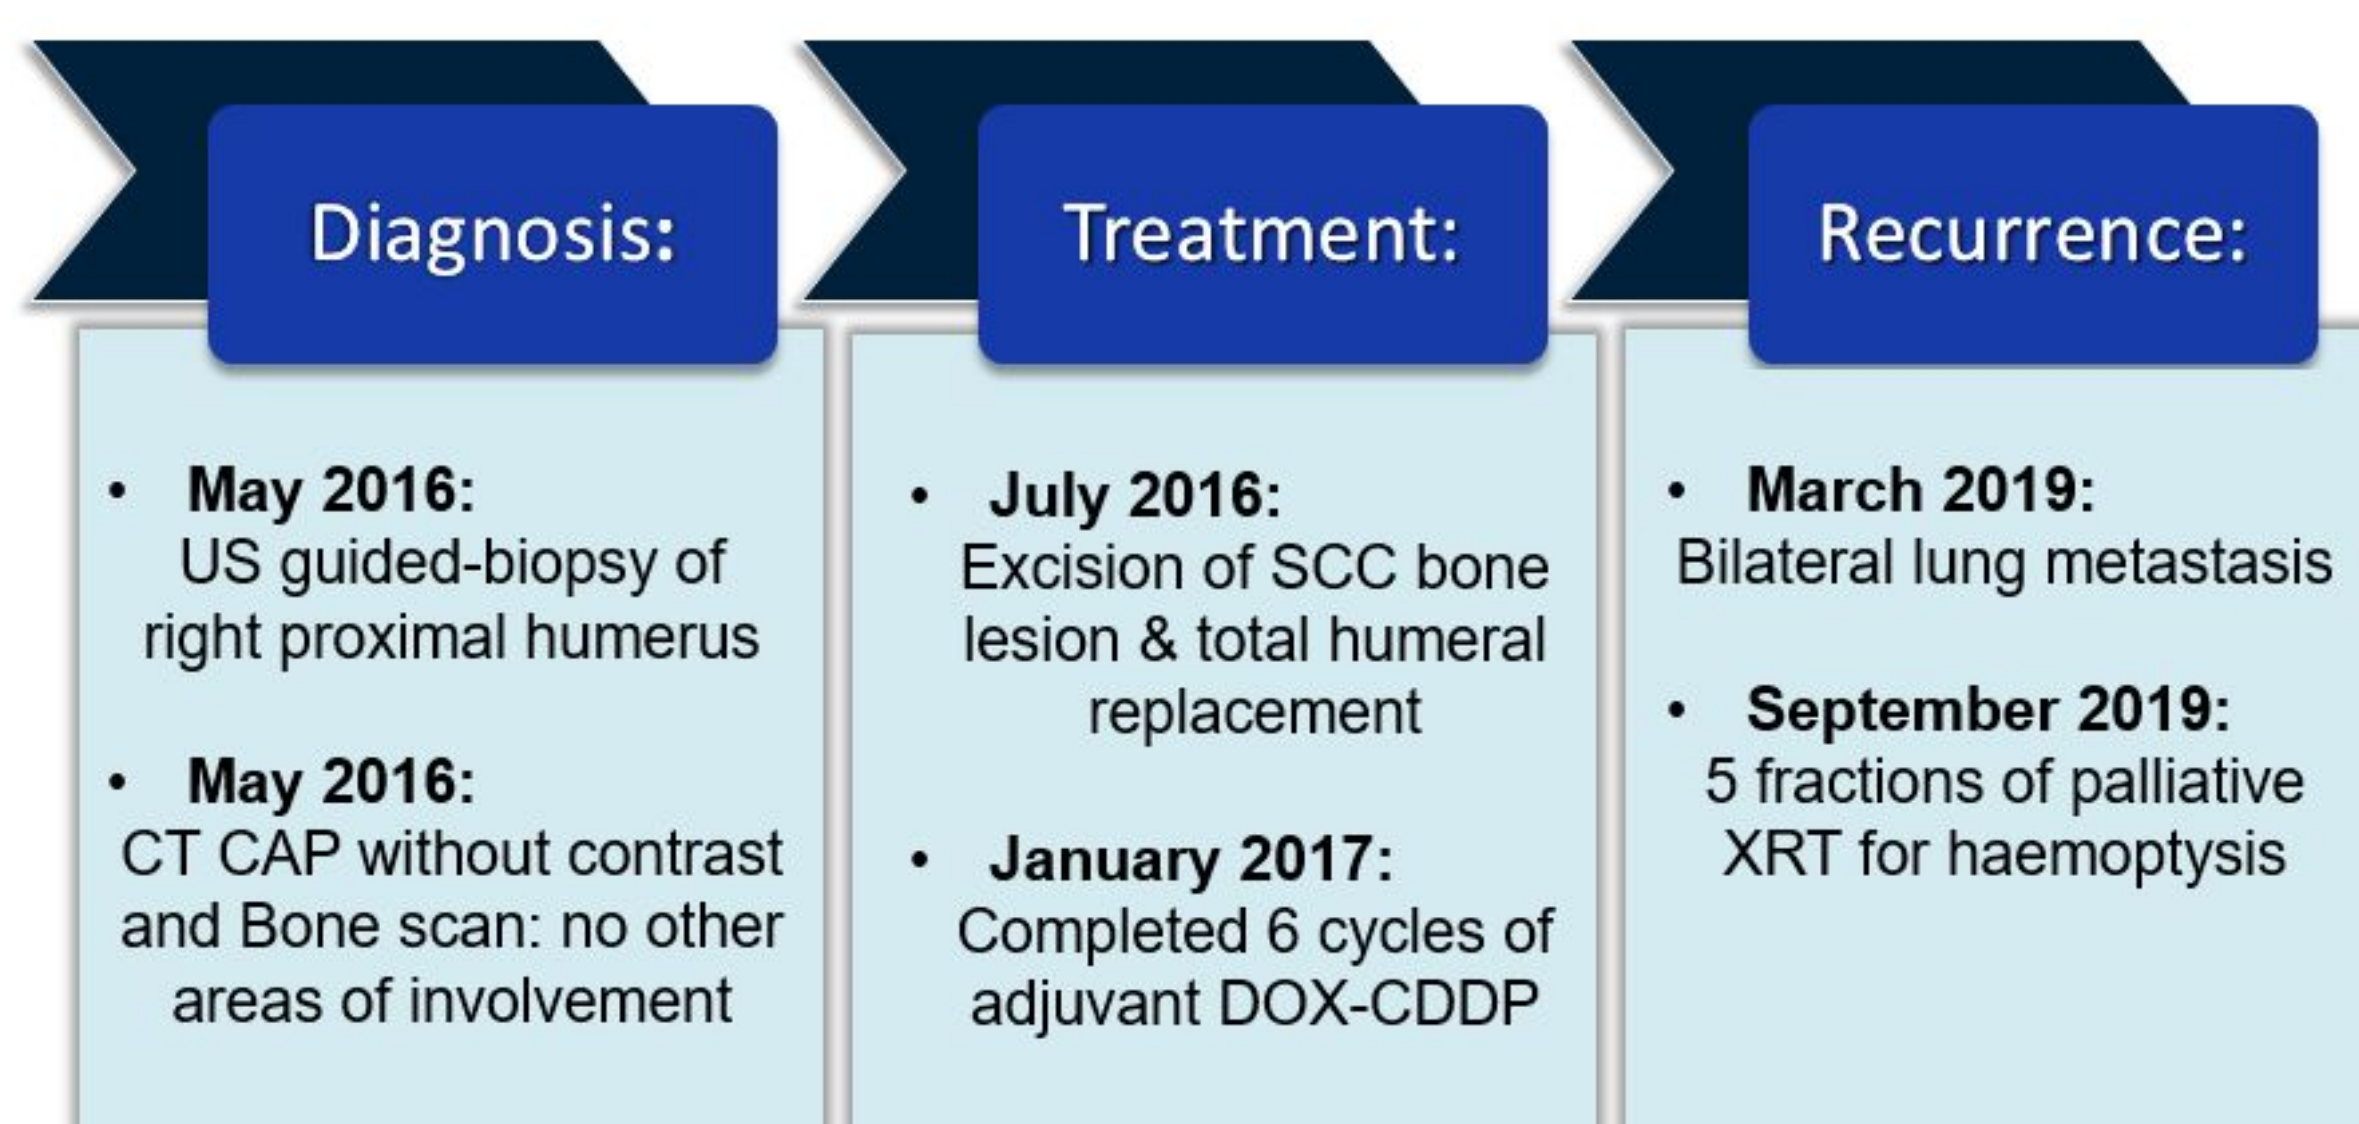 Diagnosis:
• May 2016:
US guided-biopsy of
right proximal humerus
• May 2016:
CT CAP without contrast
and Bone scan: no other
areas of involvement
Treatment:
• July 2016:
Excision of SCC bone
lesion & total humeral
replacement
• January 2017:
Completed 6 cycles of
adjuvant DOX-CDDP
Recurrence:
• March 2019:
Bilateral lung metastasis
• September 2019:
5 fractions of palliative
XRT for haemoptysis